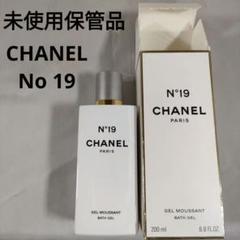 未使用保管品
CHANEL
No 19
N°19
CHANEL
PARIS
GEL MOUSSANT
BATH GEL
N°19
CHANEL
PARIS
GEL MOUSSANT
BATH GEL
200 ml
6.8 FL.OZ.